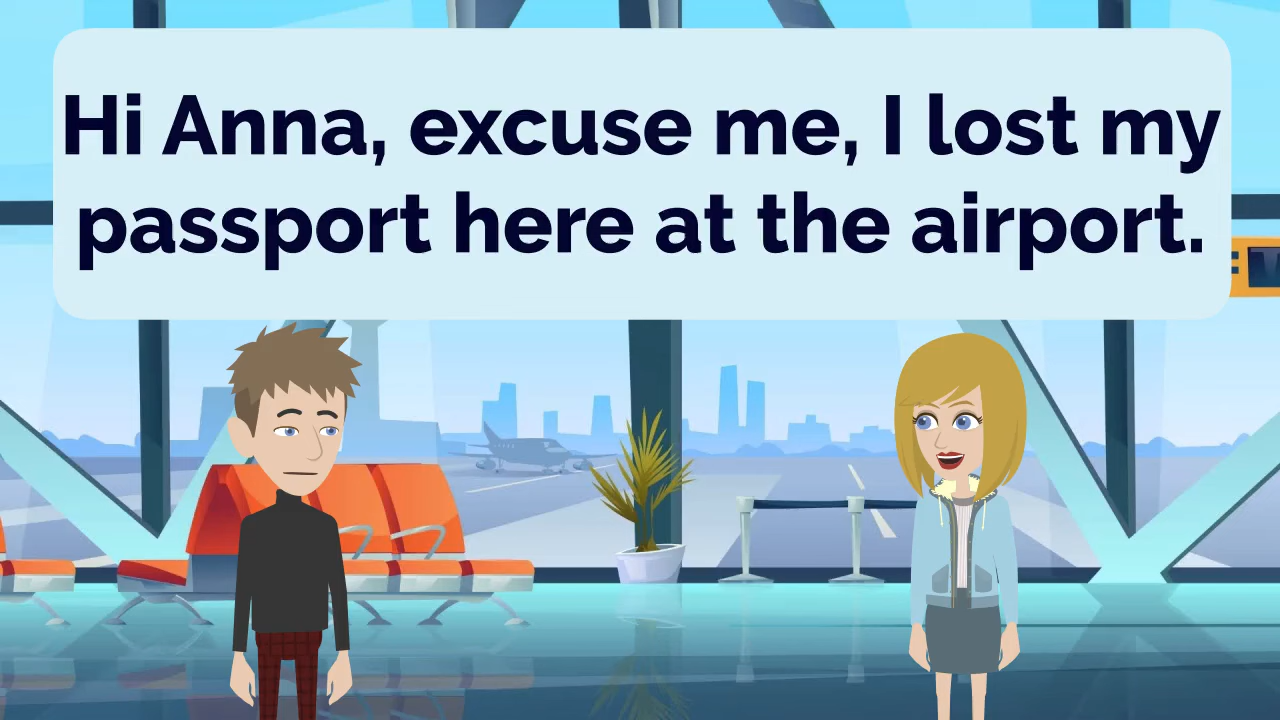 Hi Anna, excuse me, I lost my
passport here at the airport.